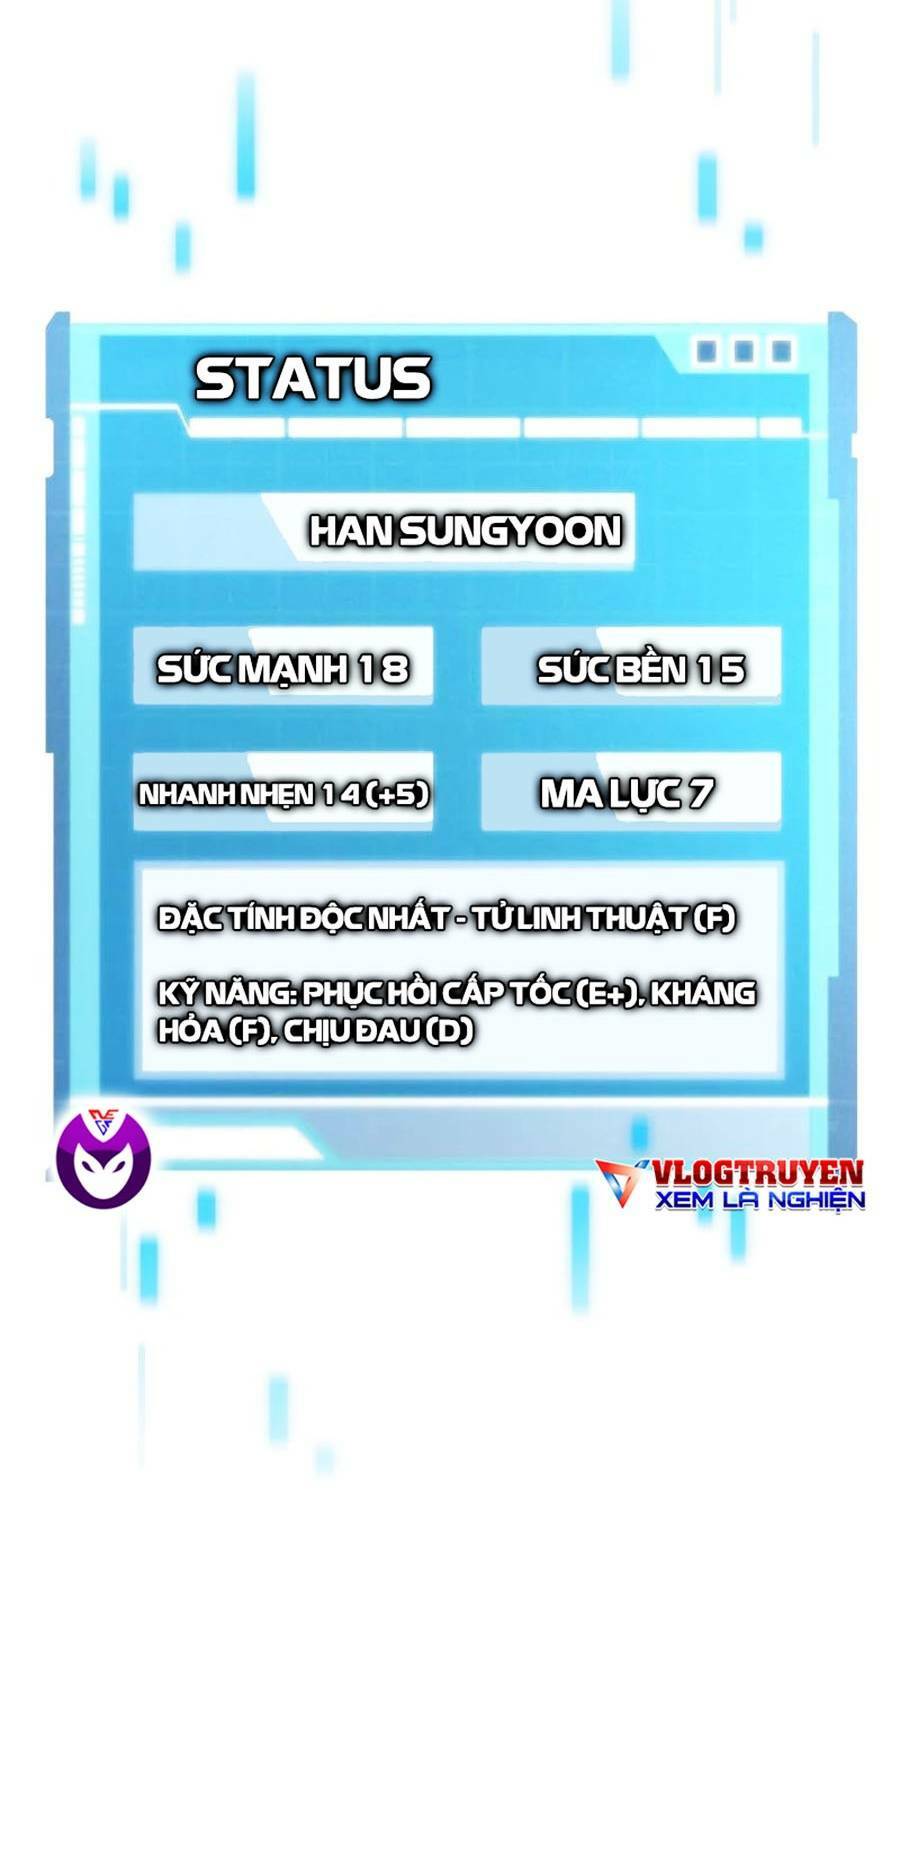 STATUS
HAN SUNGYOON
SỨC MẠNH 18
SỨC BỀN 15
NHANH NHẸN 14 (+5)
MA LỰC 7
ĐẶC TÍNH ĐỘC NHẤT - TỬ LINH THUẬT (F)
KỸ NĂNG: PHỤC HỒI CẤP TỐC (E+), KHÁNG
HỎA (F), CHỊU ĐAU (D)
VLOGTRUYEN
XEM LÀ NGHIỆN